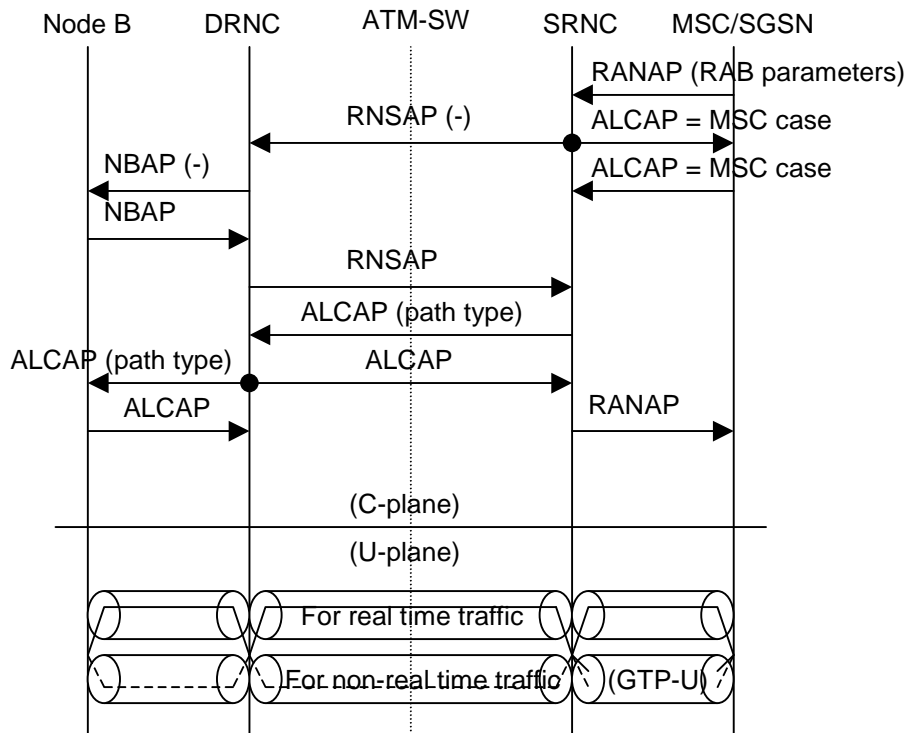 Node B DRNC ATM-SW SRNC MSC/SGSN
RANAP (RAB parameters)
RNSAP (-) ALCAP = MSC case
NBAP (-) ALCAP = MSC case
NBAP
RNSAP
ALCAP (path type)
ALCAP (path type) ALCAP
ALCAP RANAP
(C-plane)
(U-plane)
For real time traffic
For non-real time traffic (GTP-U)